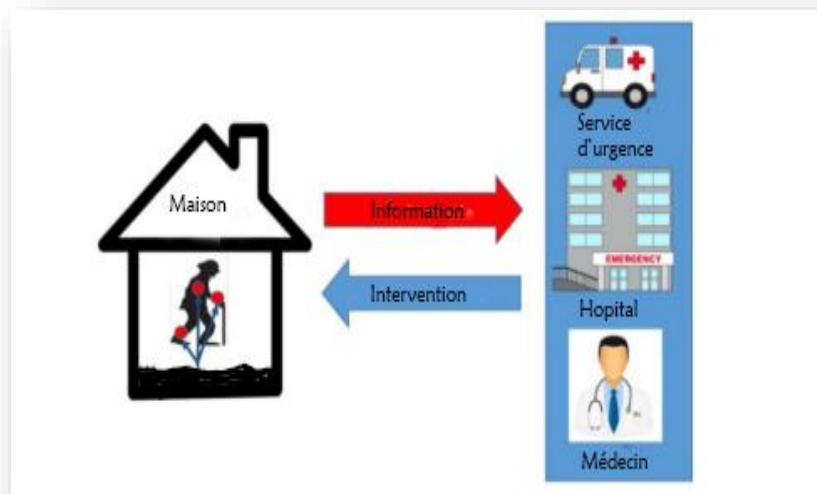 Maison
Information
Intervention
Service
d'urgence
EMERGENCY
Hopital
Médecin